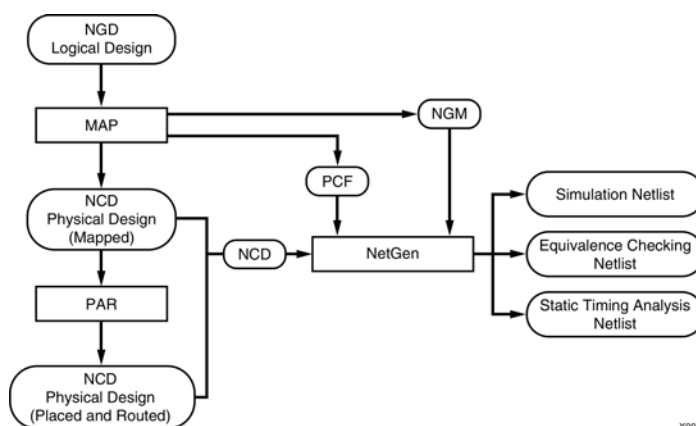 NGD
Logical Design
MAP
NGM
PCF
NCD
Physical Design
(Mapped)
NCD
NetGen
Simulation Netlist
Equivalence Checking
Netlist
Static Timing Analysis
Netlist
PAR
NCD
Physical Design
(Placed and Routed)